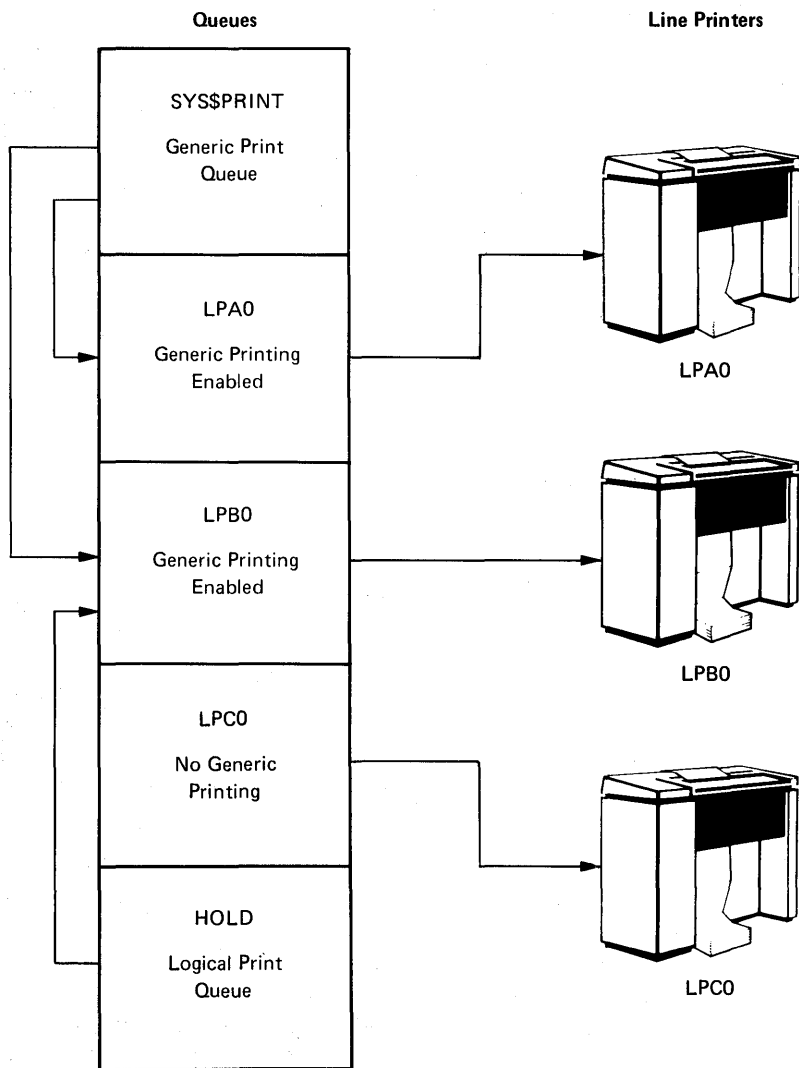 Queues
Line Printers
SYS$PRINT
Generic Print
Queue
LPA0
Generic Printing
Enabled
LPA0
LPB0
Generic Printing
Enabled
LPB0
LPC0
No Generic
Printing
LPC0
HOLD
Logical Print
Queue